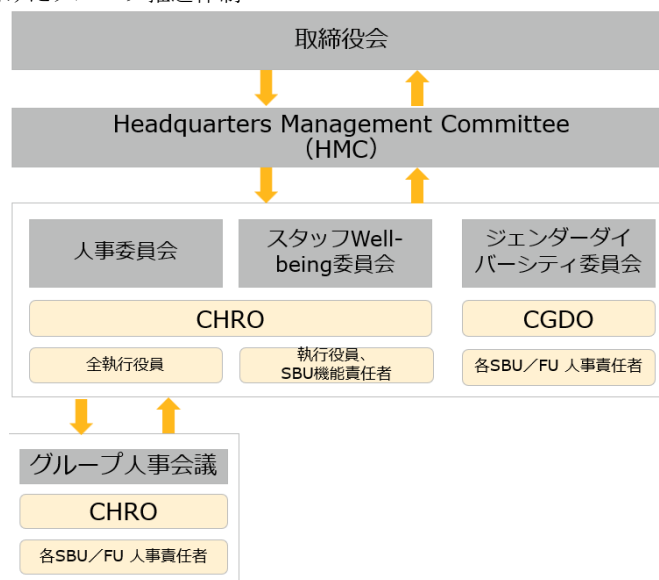 取締役会
Headquarters Management Committee
（HMC）
人事委員会
スタッフWell-
being委員会
ジェンダーダイ
バーシティ委員会
CHRO
CGDO
全執行役員
執行役員、
SBU機能責任者
各SBU／FU 人事責任者
グループ人事会議
CHRO
各SBU／FU 人事責任者